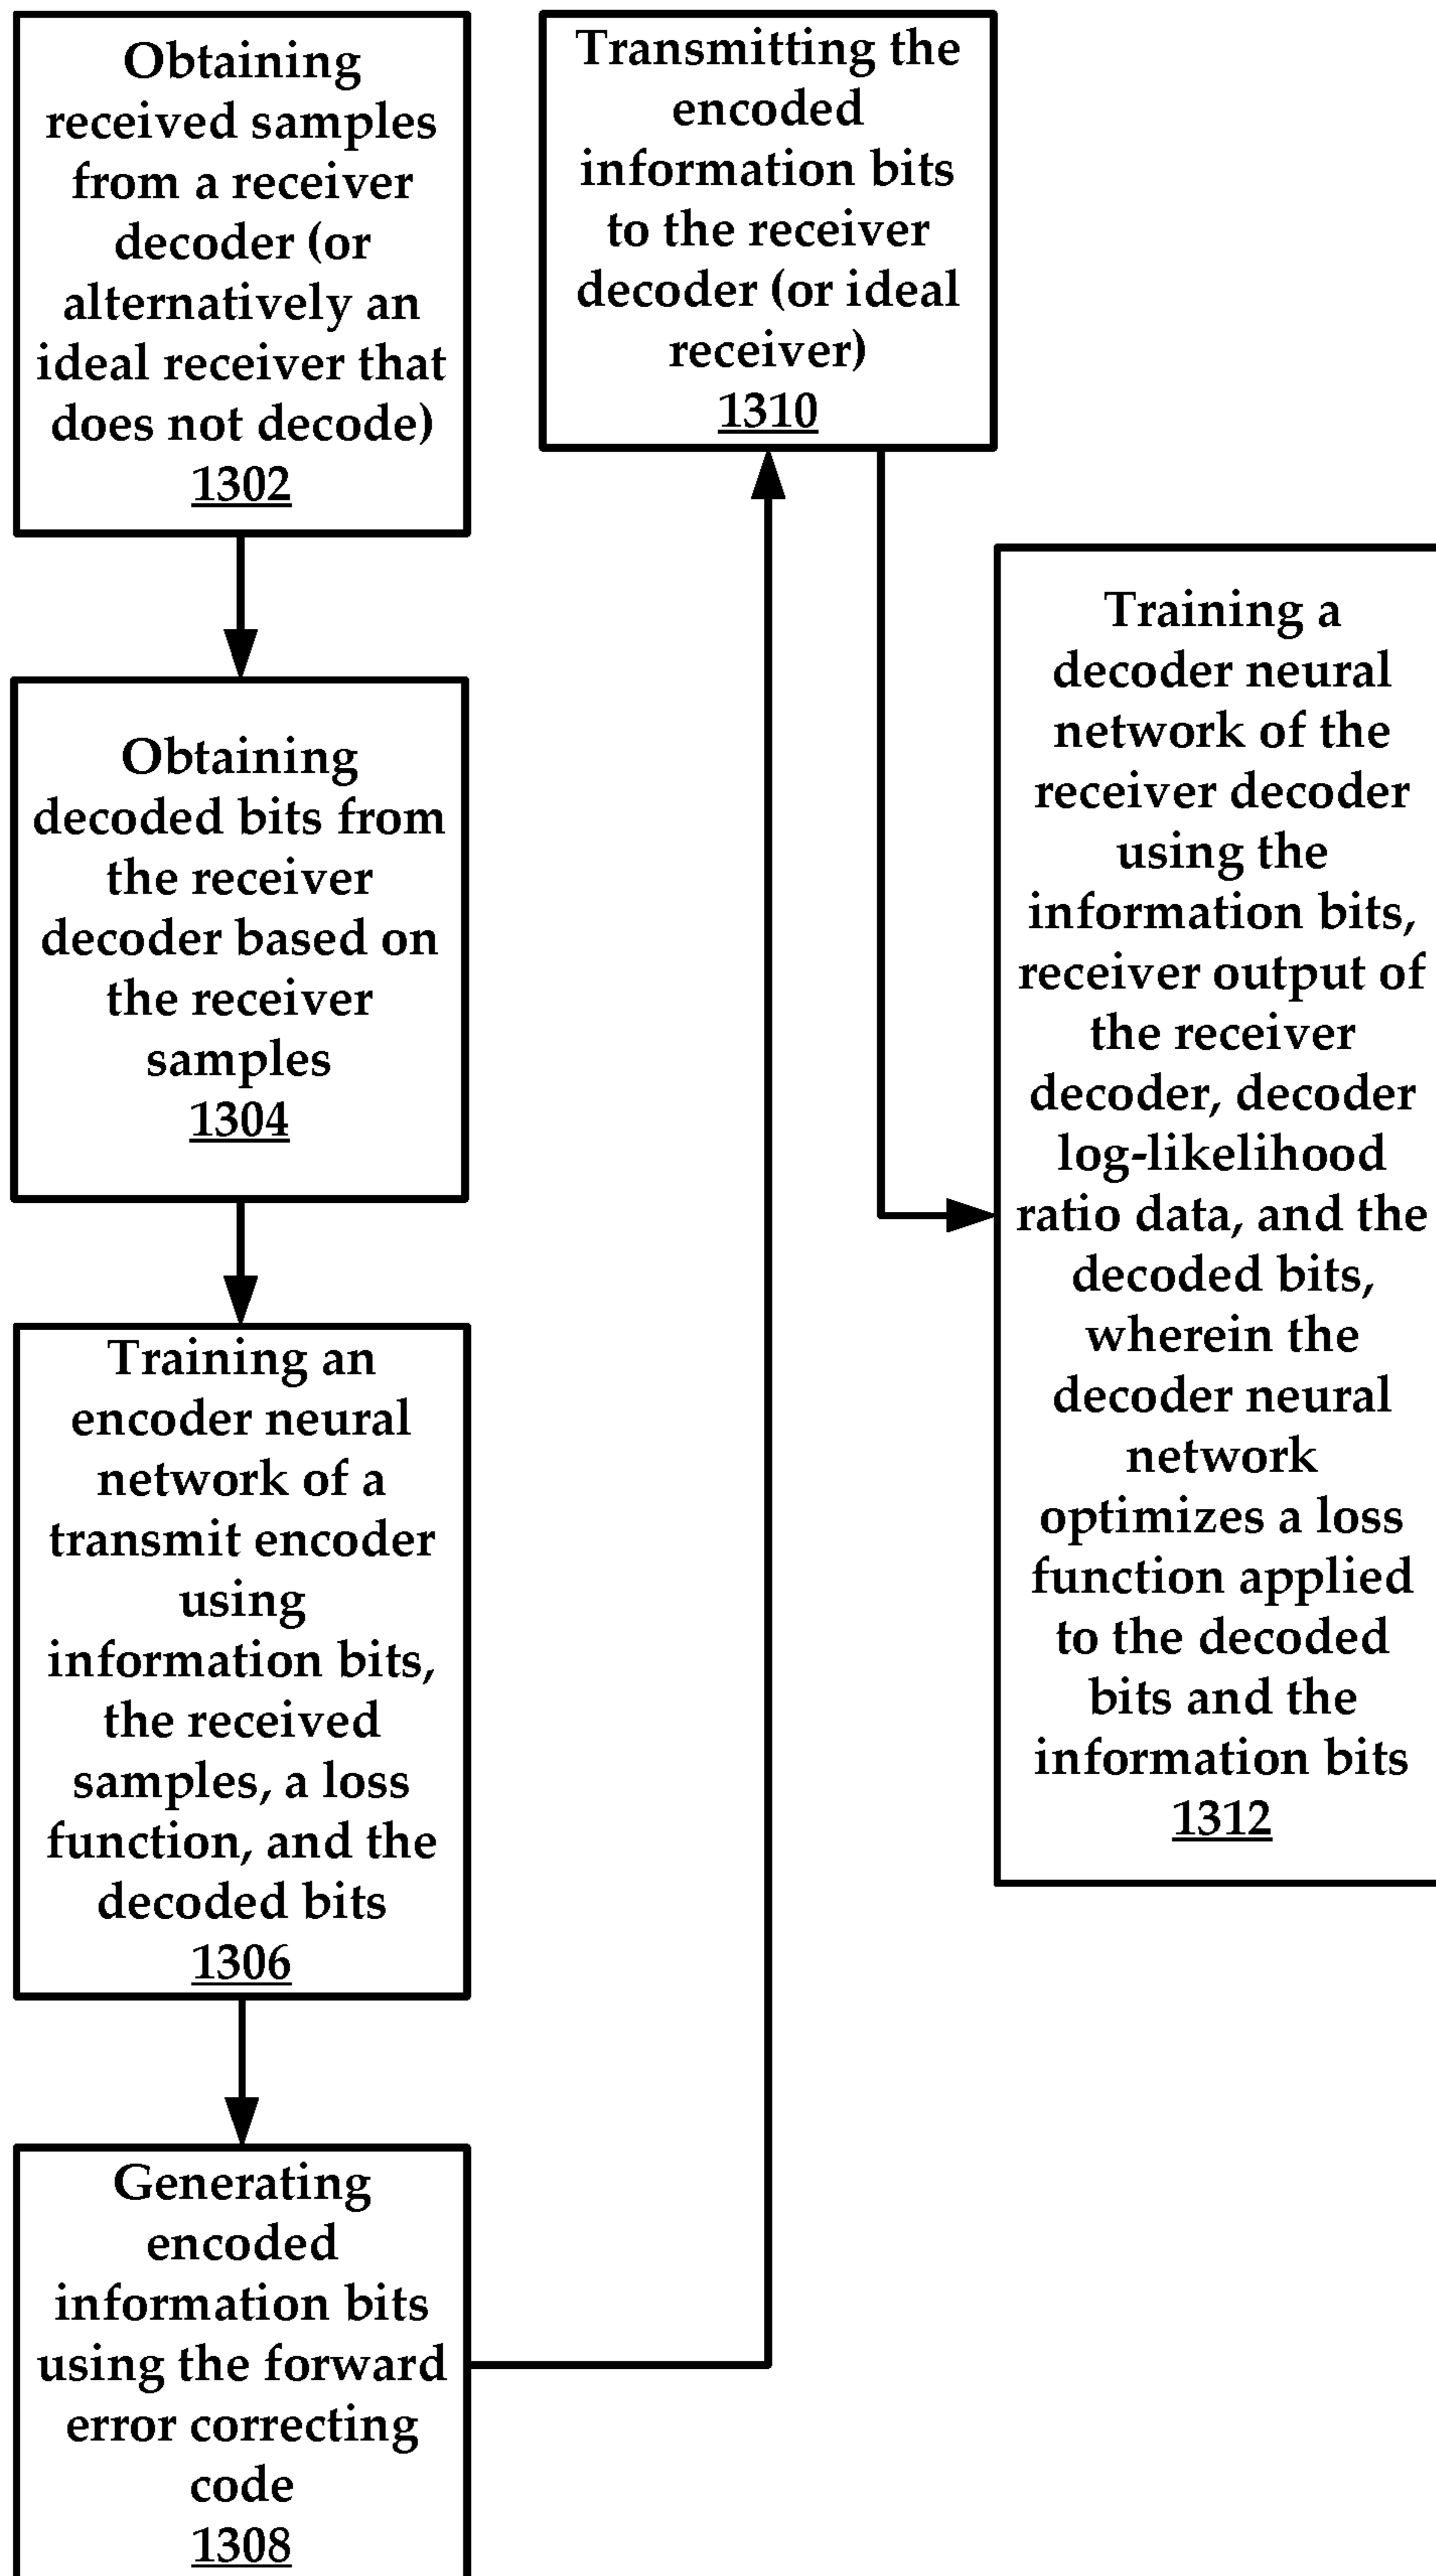 Obtaining
received samples
from a receiver
decoder (or
alternatively an
ideal receiver that
does not decode)
1302
Obtaining
decoded bits from
the receiver
decoder based on
the receiver
samples
1304
Training an
encoder neural
network of a
transmit encoder
using
information bits,
the received
samples, a loss
function, and the
decoded bits
1306
Generating
encoded
information bits
using the forward
error correcting
code
1308
Transmitting the
encoded
information bits
to the receiver
decoder (or ideal
receiver)
1310
Training a
decoder neural
network of the
receiver decoder
using the
information bits,
receiver output of
the receiver
decoder, decoder
log-likelihood
ratio data, and the
decoded bits,
wherein the
decoder neural
network
optimizes a loss
function applied
to the decoded
bits and the
information bits
1312